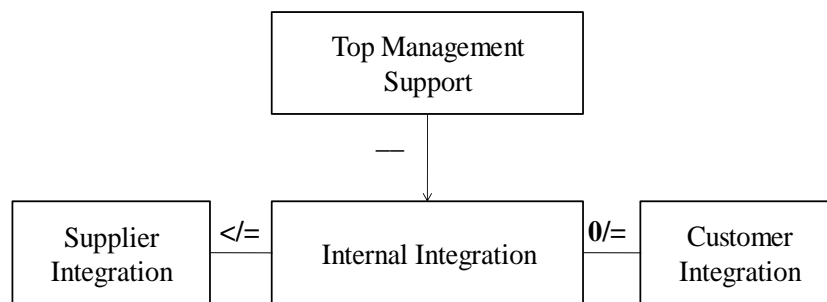 Top Management
Support
—
Supplier
Integration
</=
Internal Integration
0/=
Customer
Integration